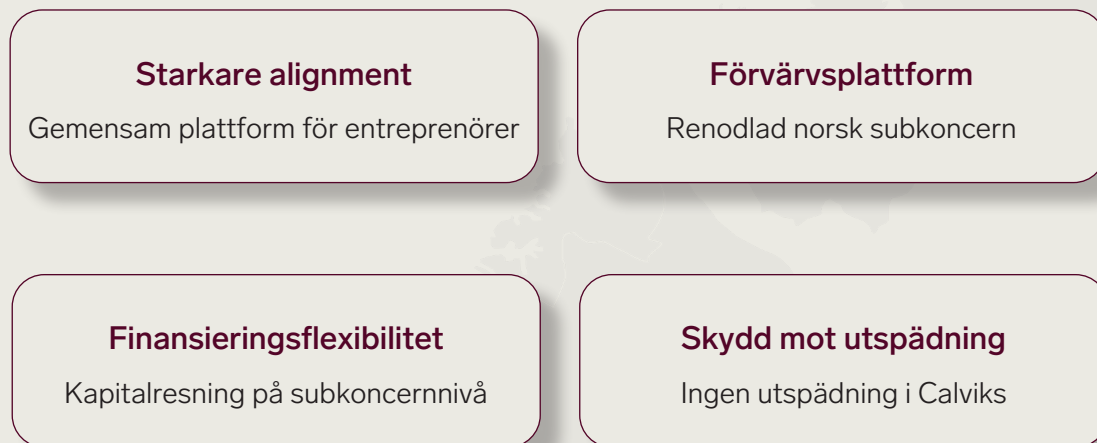 Starkare alignment
Gemensam plattform för entreprenörer
Förvärvsplattform
Renodlad norsk subkoncern
Finansieringsflexibilitet
Kapitalresning på subkoncernnivå
Skydd mot utspädning
Ingen utspädning i Calviks